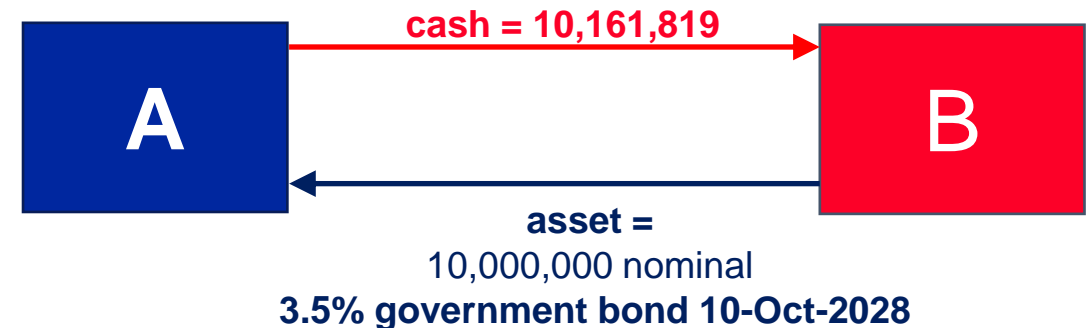 cash = 10,161,819
A
B
asset =
10,000,000 nominal
3.5% government bond 10-Oct-2028